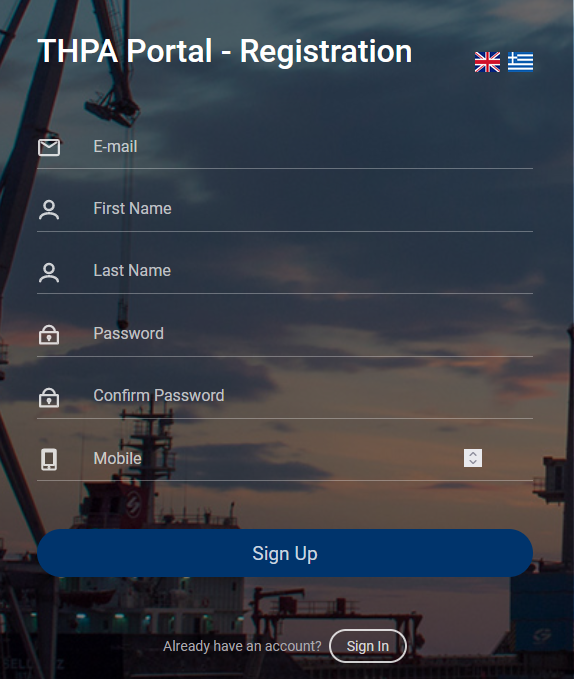 THPA Portal - Registration
E-mail
First Name
Last Name
Password
Confirm Password
Mobile
Sign Up
Already have an account? Sign In